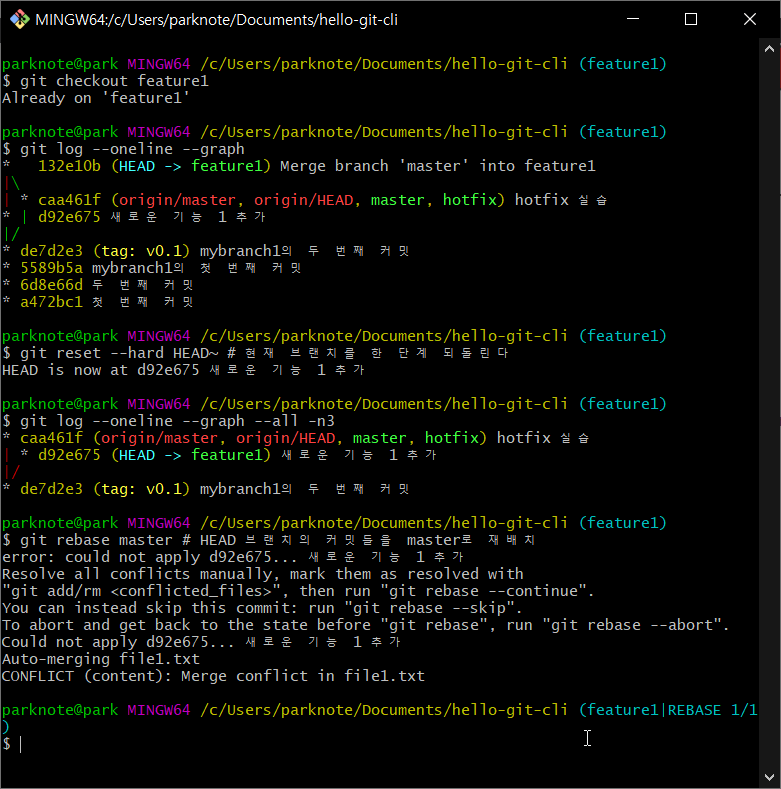 MINGW64:/c/Users/parknote/Documents/hello-git-cli
parknote@park MINGW64 /c/Users/parknote/Documents/hello-git-cli (feature1)
$ git checkout feature1
Already on 'feature1'
parknote@park MINGW64 /c/Users/parknote/Documents/hello-git-cli (feature1)
$ git log --oneline --graph
*   132e10b (HEAD -> feature1) Merge branch 'master' into feature1
|\
| * caa461f (origin/master, origin/HEAD, master, hotfix) hotfix 실습
* | d92e675 새로운 기능 1 추가
|/
* de7d2e3 (tag: v0.1) mybranch1의 두 번째 커밋
* 5589b5a mybranch1의 첫 번째 커밋
* 6d8e66d 두 번째 커밋
* a472bc1 첫 번째 커밋
parknote@park MINGW64 /c/Users/parknote/Documents/hello-git-cli (feature1)
$ git reset --hard HEAD~ # 현재 브랜치를 한 단계 되돌린다
HEAD is now at d92e675 새로운 기능 1 추가
parknote@park MINGW64 /c/Users/parknote/Documents/hello-git-cli (feature1)
$ git log --oneline --graph --all -n3
* caa461f (origin/master, origin/HEAD, master, hotfix) hotfix 실습
| * d92e675 (HEAD -> feature1) 새로운 기능 1 추가
|/
* de7d2e3 (tag: v0.1) mybranch1의 두 번째 커밋
parknote@park MINGW64 /c/Users/parknote/Documents/hello-git-cli (feature1)
$ git rebase master # HEAD 브랜치의 커밋들을 master로 재배치
error: could not apply d92e675... 새로운 기능 1 추가
Resolve all conflicts manually, mark them as resolved with
"git add/rm <conflicted_files>", then run "git rebase --continue".
You can instead skip this commit: run "git rebase --skip".
To abort and get back to the state before "git rebase", run "git rebase --abort".
Could not apply d92e675... 새로운 기능 1 추가
Auto-merging file1.txt
CONFLICT (content): Merge conflict in file1.txt
parknote@park MINGW64 /c/Users/parknote/Documents/hello-git-cli (feature1|REBASE 1/1
)
$